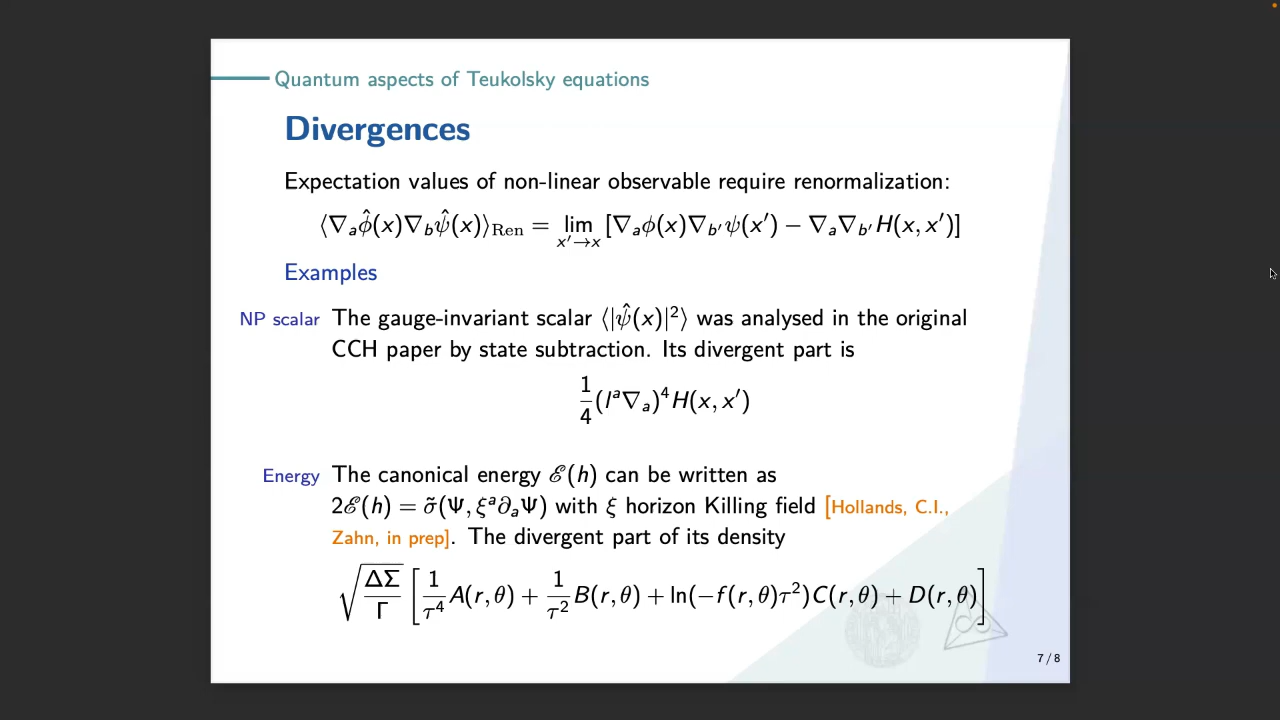 Quantum aspects of Teukolsky equations
Divergences
Expectation values of non-linear observable require renormalization:
⟨∇ₐϕ̂(x)∇_bψ̂(x)⟩_Ren = lim_{x′→x} [∇ₐϕ(x)∇_{b′}ψ(x′) − ∇ₐ∇_{b′}H(x, x′)]
Examples
NP scalar The gauge-invariant scalar ⟨|ψ̂(x)|²⟩ was analysed in the original
CCH paper by state subtraction. Its divergent part is
1/4 (lᵃ∇ₐ)⁴H(x, x′)
Energy The canonical energy ℰ(h) can be written as
2ℰ(h) = σ̃(Ψ, ξᵃ∂ₐΨ) with ξ horizon Killing field [Hollands, C.I.,
Zahn, in prep]. The divergent part of its density
√(ΔΣ/Γ) [1/τ⁴ A(r, θ) + 1/τ² B(r, θ) + ln(−f(r, θ)τ²)C(r, θ) + D(r, θ)]
7 / 8